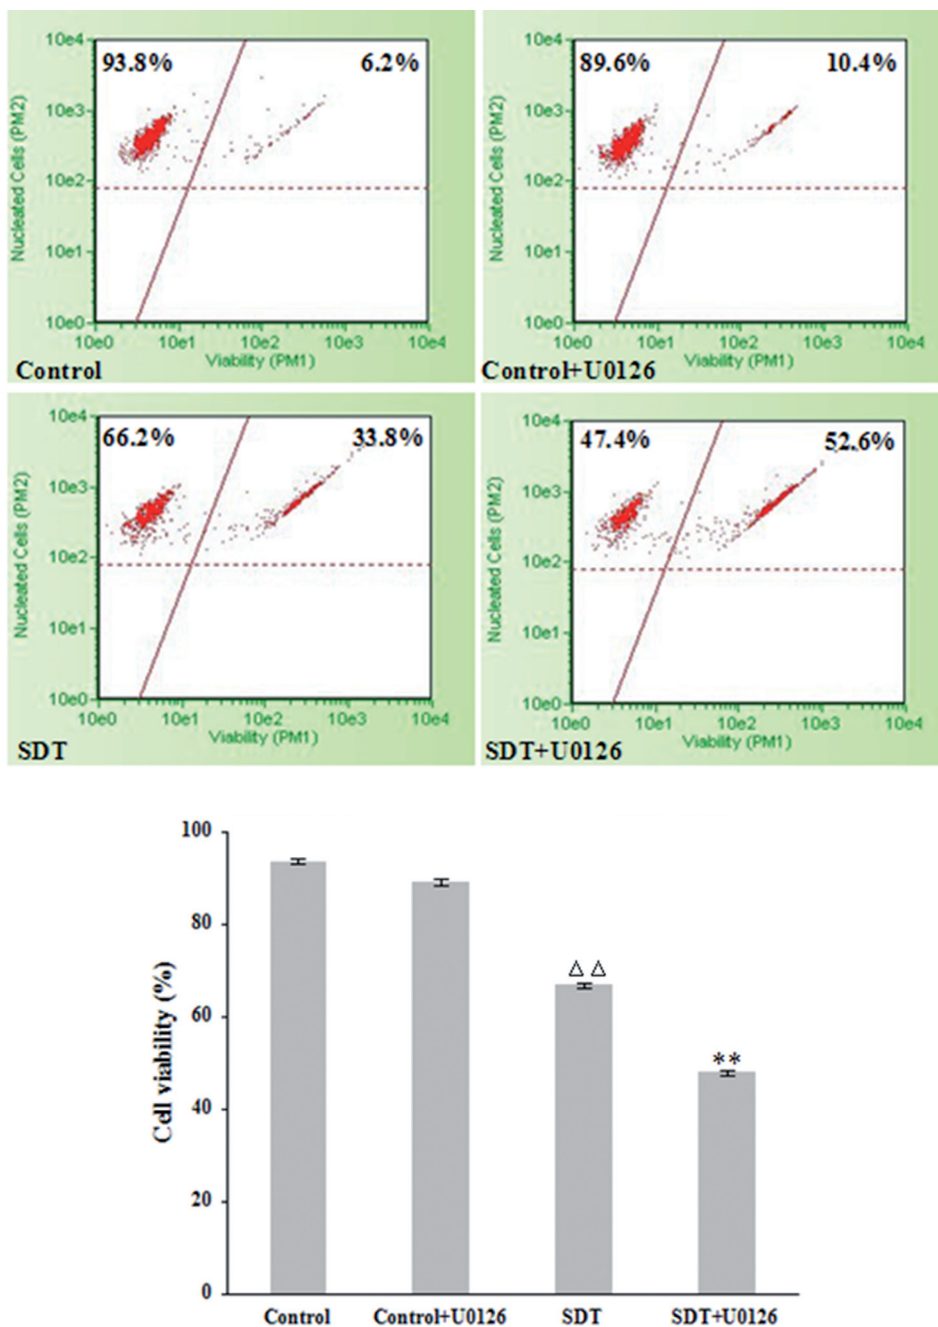 10e4
93.8% 6.2%
10e3
10e2
10e1
10e0
Nucleated Cells (PM2)
10e0 10e1 10e2 10e3 10e4
Viability (PM1)
Control
10e4
89.6% 10.4%
10e3
10e2
10e1
10e0
Nucleated Cells (PM2)
10e0 10e1 10e2 10e3 10e4
Viability (PM1)
Control+U0126
10e4
66.2% 33.8%
10e3
10e2
10e1
10e0
Nucleated Cells (PM2)
10e0 10e1 10e2 10e3 10e4
Viability (PM1)
SDT
10e4
47.4% 52.6%
10e3
10e2
10e1
10e0
Nucleated Cells (PM2)
10e0 10e1 10e2 10e3 10e4
Viability (PM1)
SDT+U0126
100
80
60
40
20
0
Cell viability (%)
△ △
**
Control Control+U0126 SDT SDT+U0126